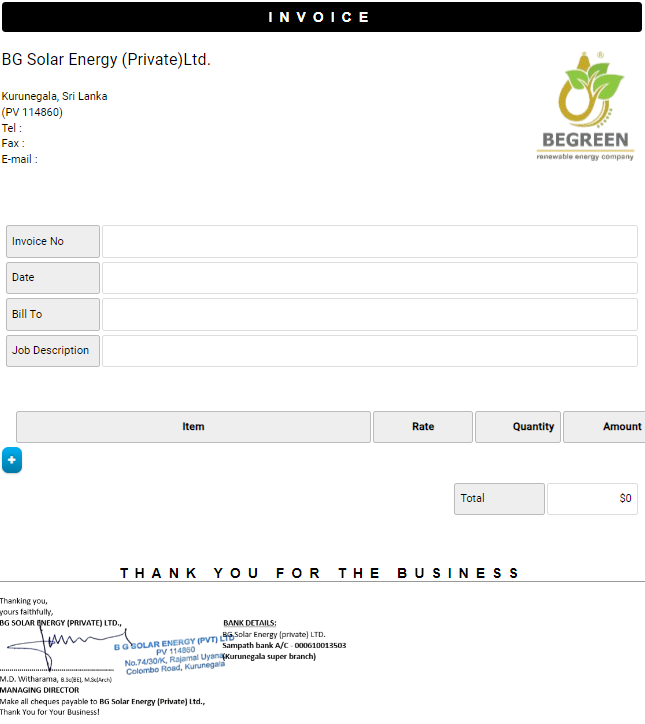 INVOICE
BG Solar Energy (Private)Ltd.
Kurunegala, Sri Lanka
(PV 114860)
Tel :
Fax :
E-mail :
®
BEGREEN
renewable energy company
Invoice No
Date
Bill To
Job Description
Item Rate Quantity Amount
+
Total $0
THANK YOU FOR THE BUSINESS
Thanking you,
yours faithfully,
BG SOLAR ENERGY (PRIVATE) LTD.,
B G SOLAR ENERGY (PVT) LTD
PV 114860
No.74/30/K, Rajamal Uyana
Colombo Road, Kurunegala
M.D. Witharama, B.Sc(EE), M.Sc(Arch)
MANAGING DIRECTOR
Make all cheques payable to BG Solar Energy (Private) Ltd.,
Thank You for Your Business!
BANK DETAILS:
BG Solar Energy (private) LTD.
Sampath bank A/C - 000610013503
(Kurunegala super branch)